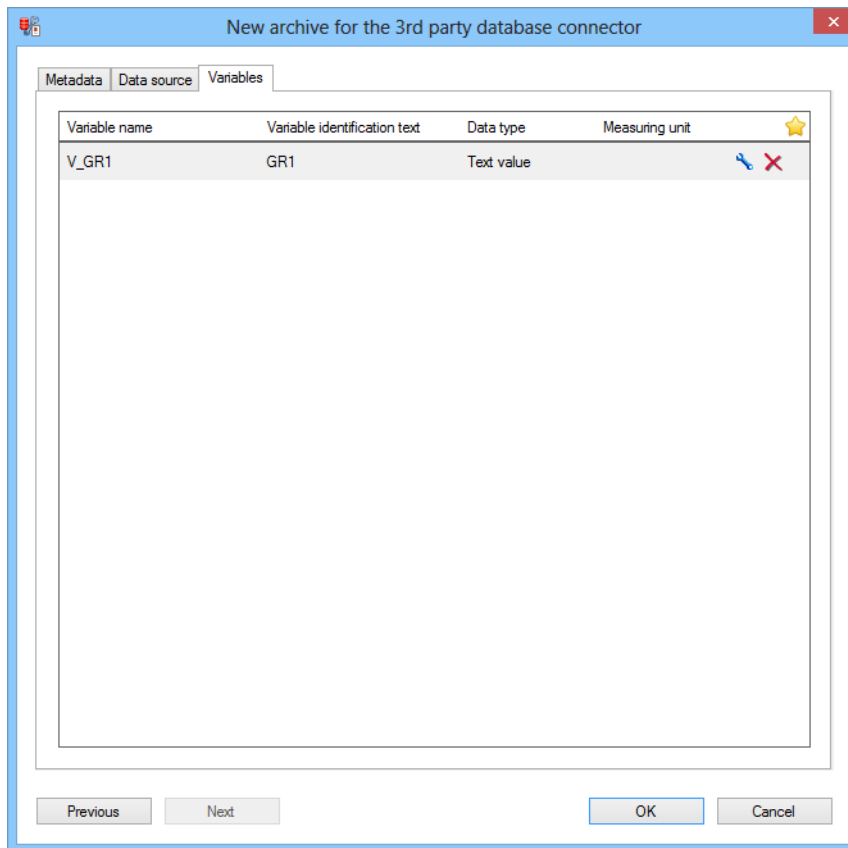 New archive for the 3rd party database connector
Metadata Data source Variables
Variable name Variable identification text Data type Measuring unit
V_GR1 GR1 Text value
Previous Next OK Cancel